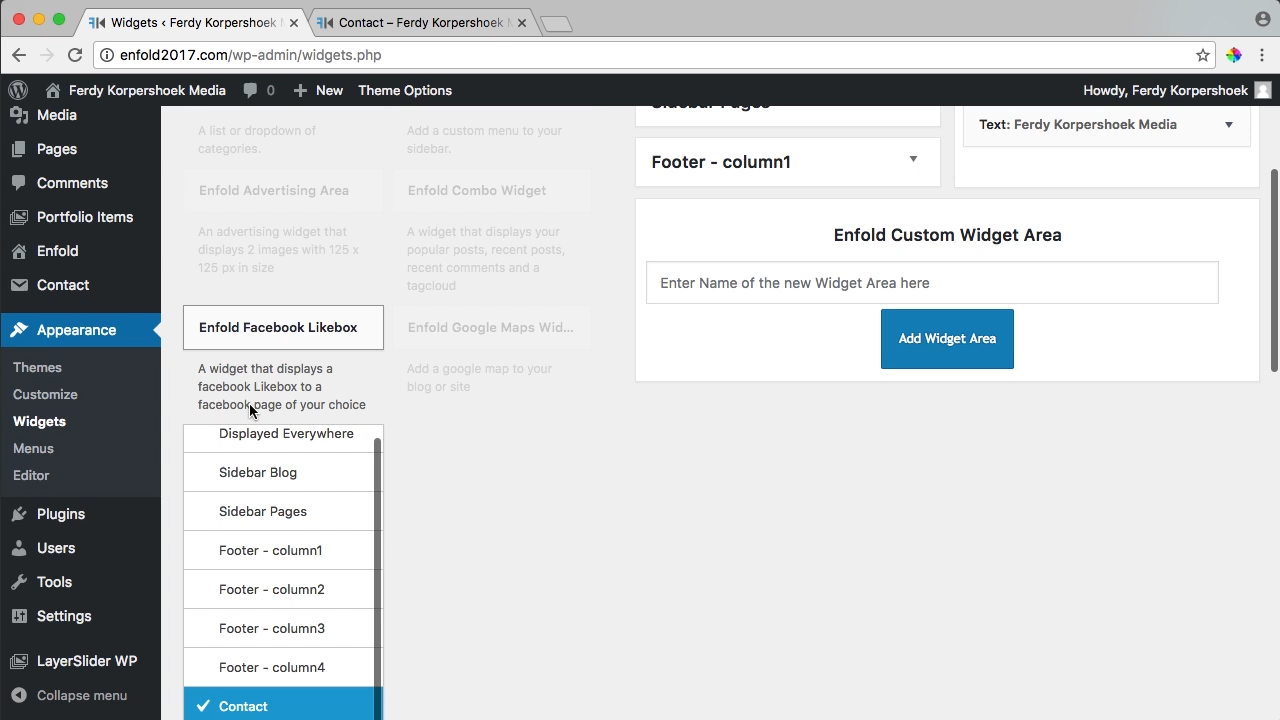 Widgets ‹ Ferdy Korpershoek
Contact – Ferdy Korpershoek
enfold2017.com/wp-admin/widgets.php
Ferdy Korpershoek Media
0
New
Theme Options
Howdy, Ferdy Korpershoek
Media
Pages
Comments
Portfolio Items
Enfold
Contact
Appearance
Themes
Customize
Widgets
Menus
Editor
Plugins
Users
Tools
Settings
LayerSlider WP
Collapse menu
A list or dropdown of
categories.
Add a custom menu to your
sidebar.
Enfold Advertising Area
Enfold Combo Widget
An advertising widget that
displays 2 images with 125 x
125 px in size
A widget that displays your
popular posts, recent posts,
recent comments and a
tagcloud
Enfold Facebook Likebox
Enfold Google Maps Wid...
A widget that displays a
facebook Likebox to a
facebook page of your choice
Add a google map to your
blog or site
Displayed Everywhere
Sidebar Blog
Sidebar Pages
Footer - column1
Footer - column2
Footer - column3
Footer - column4
Contact
Sidebar Pages
Footer - column1
Text: Ferdy Korpershoek Media
Enfold Custom Widget Area
Enter Name of the new Widget Area here
Add Widget Area